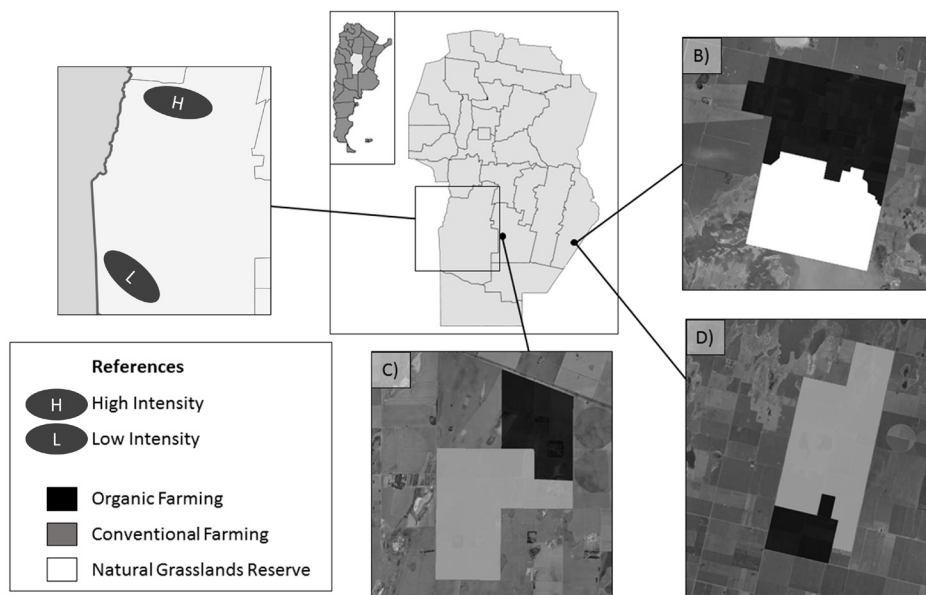 H
L
B)
C)
D)
References
H High Intensity
L Low Intensity
Organic Farming
Conventional Farming
Natural Grasslands Reserve